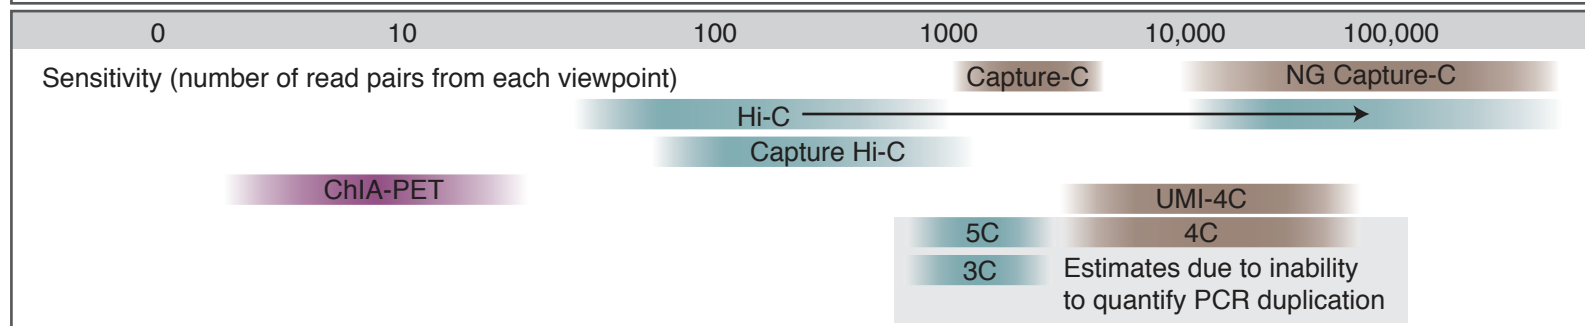 0 10 100 1000 10,000 100,000
Sensitivity (number of read pairs from each viewpoint) Capture-C NG Capture-C
Hi-C
Capture Hi-C
ChIA-PET
UMI-4C
5C 4C
3C Estimates due to inability
to quantify PCR duplication